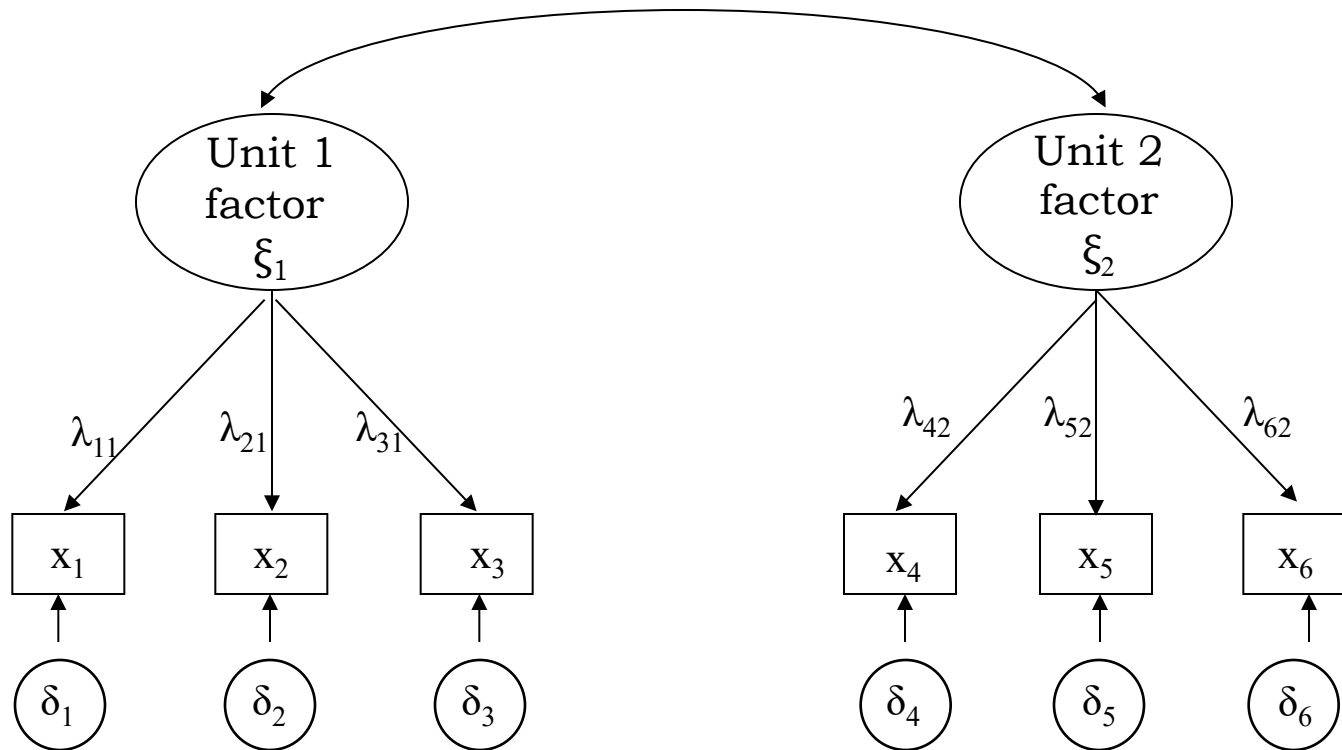 Unit 1
factor
ξ₁
Unit 2
factor
ξ₂
λ₁₁
λ₂₁
λ₃₁
λ₄₂
λ₅₂
λ₆₂
x₁
x₂
x₃
x₄
x₅
x₆
δ₁
δ₂
δ₃
δ₄
δ₅
δ₆